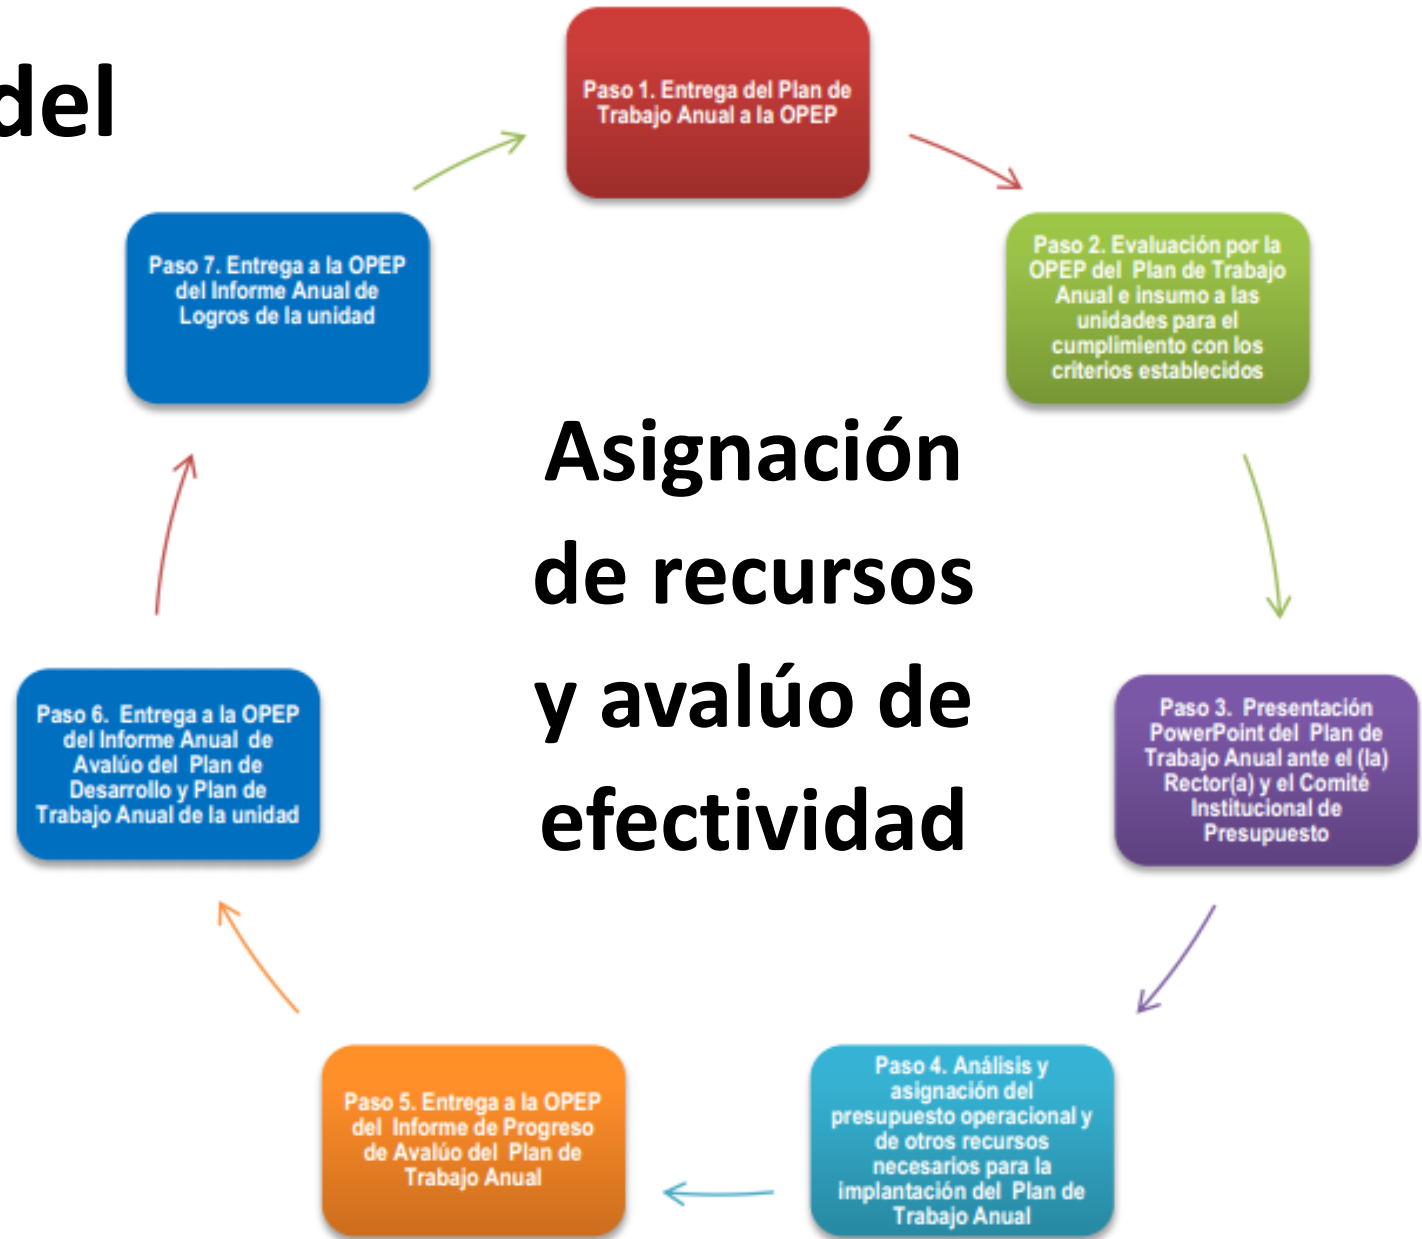 del
Paso 1. Entrega del Plan de
Trabajo Anual a la OPEP
Paso 2. Evaluación por la
OPEP del Plan de Trabajo
Anual e insumo a las
unidades para el
cumplimiento con los
criterios establecidos
Paso 3. Presentación
PowerPoint del Plan de
Trabajo Anual ante el (la)
Rector(a) y el Comité
Institucional de
Presupuesto
Paso 4. Análisis y
asignación del
presupuesto operacional y
de otros recursos
necesarios para la
implantación del Plan de
Trabajo Anual
Paso 5. Entrega a la OPEP
del Informe de Progreso
de Avalúo del Plan de
Trabajo Anual
Paso 6. Entrega a la OPEP
del Informe Anual de
Avalúo del Plan de
Desarrollo y Plan de
Trabajo Anual de la unidad
Paso 7. Entrega a la OPEP
del Informe Anual de
Logros de la unidad
Asignación
de recursos
y avalúo de
efectividad